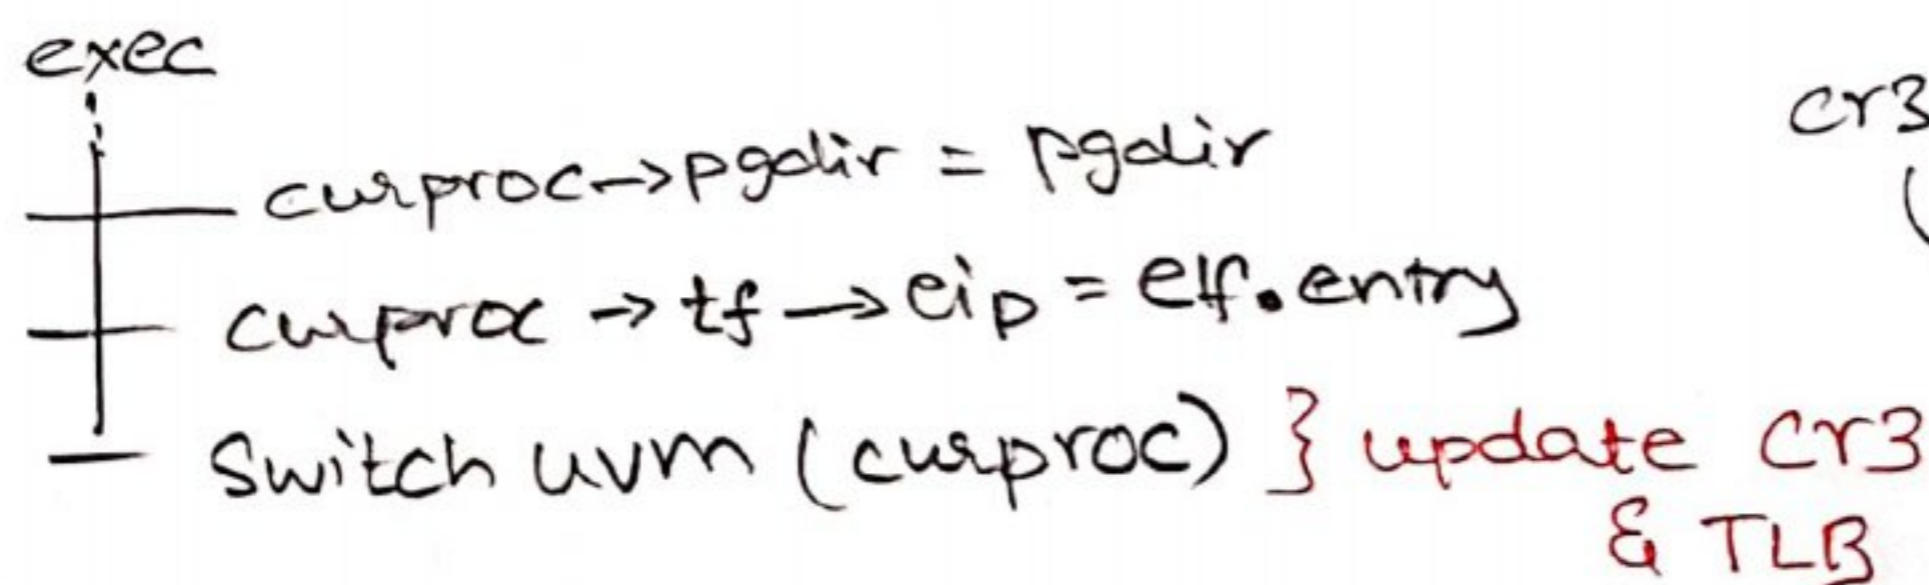 exec
cr3
curproc->pgdir = pgdir
curproc -> tf -> eip = elf.entry
Switch uvm (curproc) } update cr3
& TLB